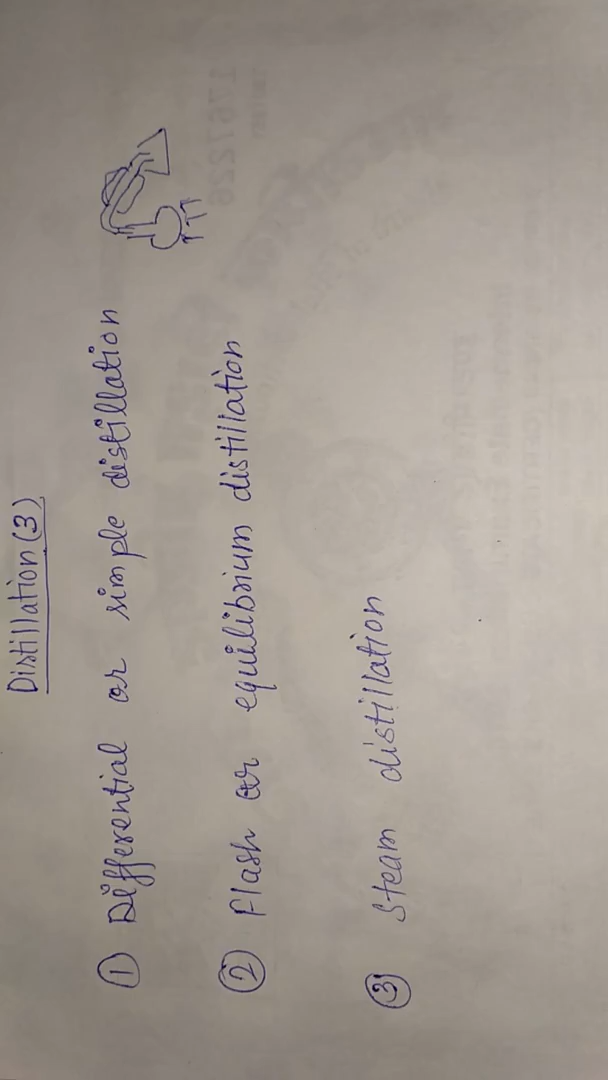 Distillation (3)
① Differential or simple distillation
② Flash or equilibrium distillation
③ Steam distillation